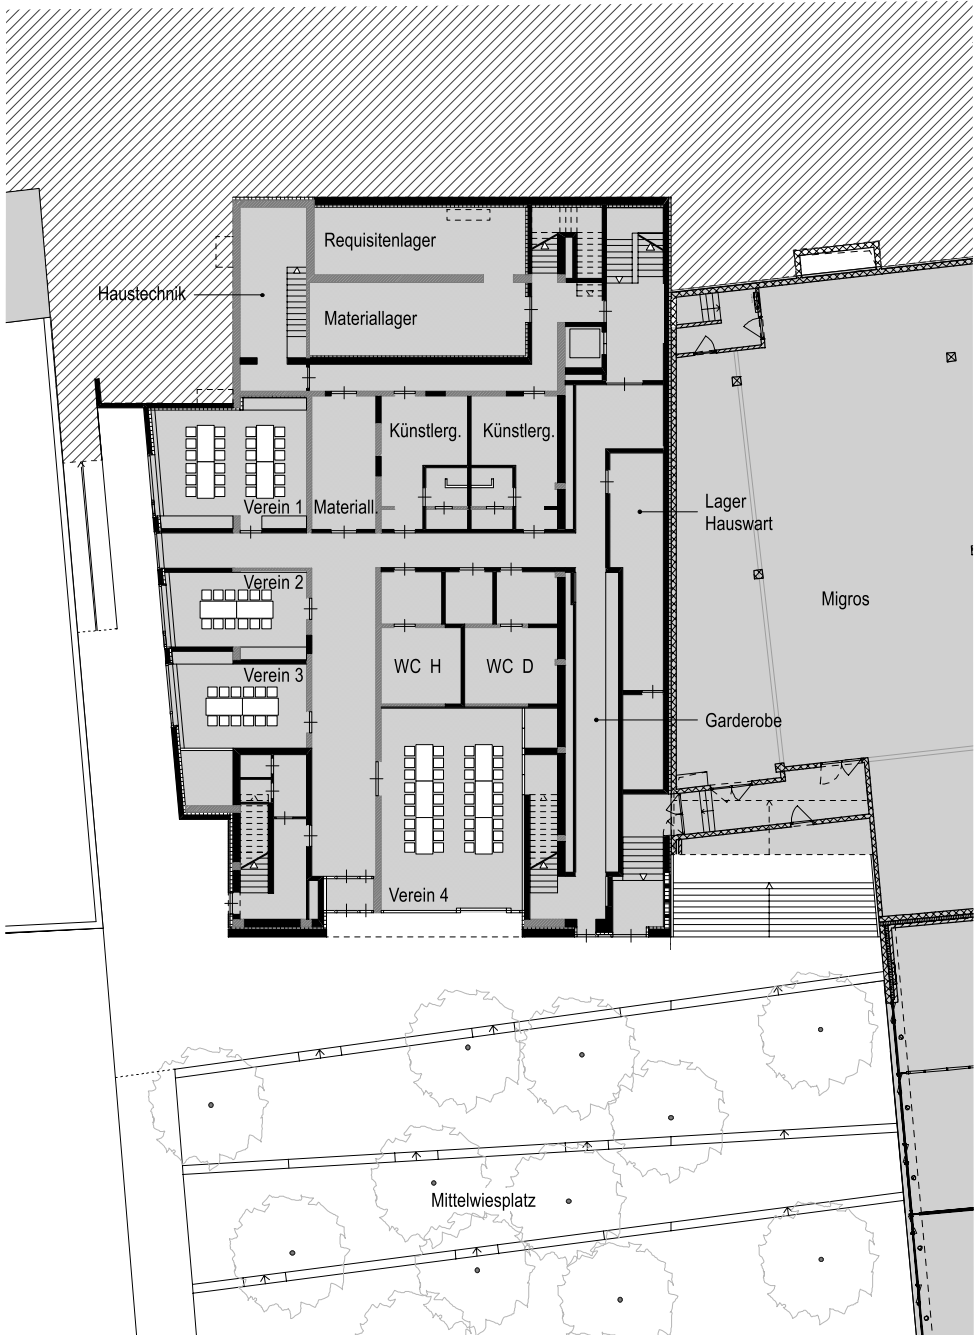 Requisitenlager
Haustechnik
Materiallager
Künstlerg.
Künstlerg.
Verein 1
Materiall.
Lager
Hauswart
Verein 2
Migros
Verein 3
WC H
WC D
Garderobe
Verein 4
Mittelwiesplatz